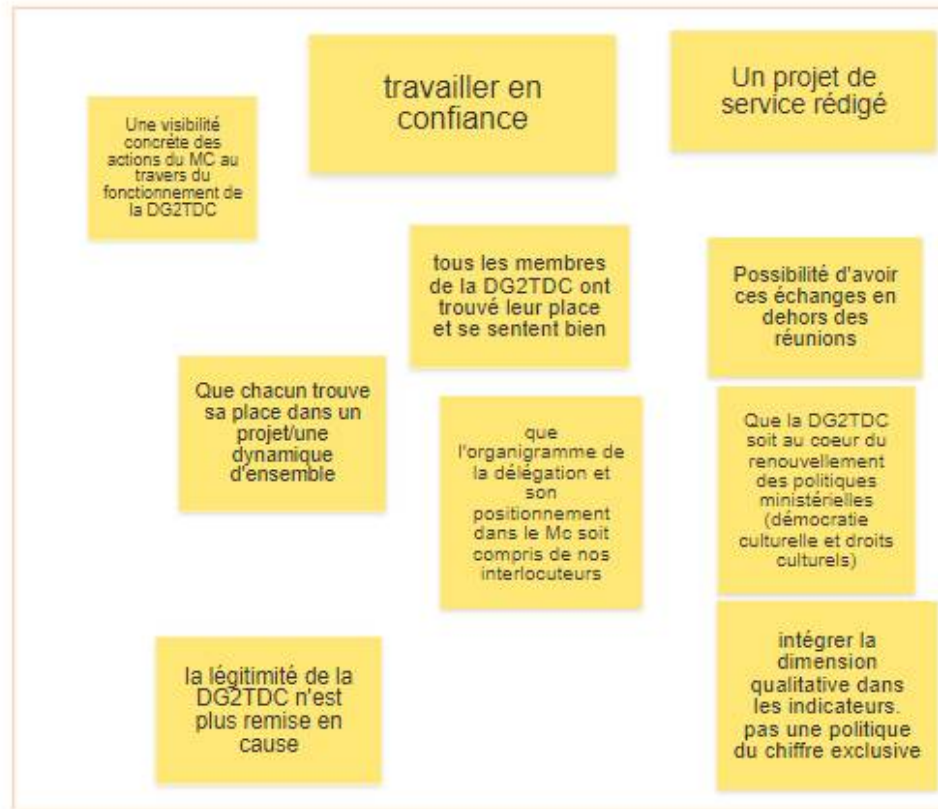 travailler en
confiance
Un projet de
service rédigé
Une visibilité
concrète des
actions du MC au
travers du
fonctionnement de
la DG2TDC
tous les membres
de la DG2TDC ont
trouvé leur place
et se sentent bien
Possibilité d'avoir
ces échanges en
dehors des
réunions
Que chacun trouve
sa place dans un
projet/une
dynamique
d'ensemble
que
l'organigramme de
la délégation et
son
positionnement
dans le Mc soit
compris de nos
interlocuteurs
Que la DG2TDC
soit au coeur du
renouvellement
des politiques
ministérielles
(démocratie
culturelle et droits
culturels)
la légitimité de la
DG2TDC n'est
plus remise en
cause
intégrer la
dimension
qualitative dans
les indicateurs.
pas une politique
du chiffre exclusive